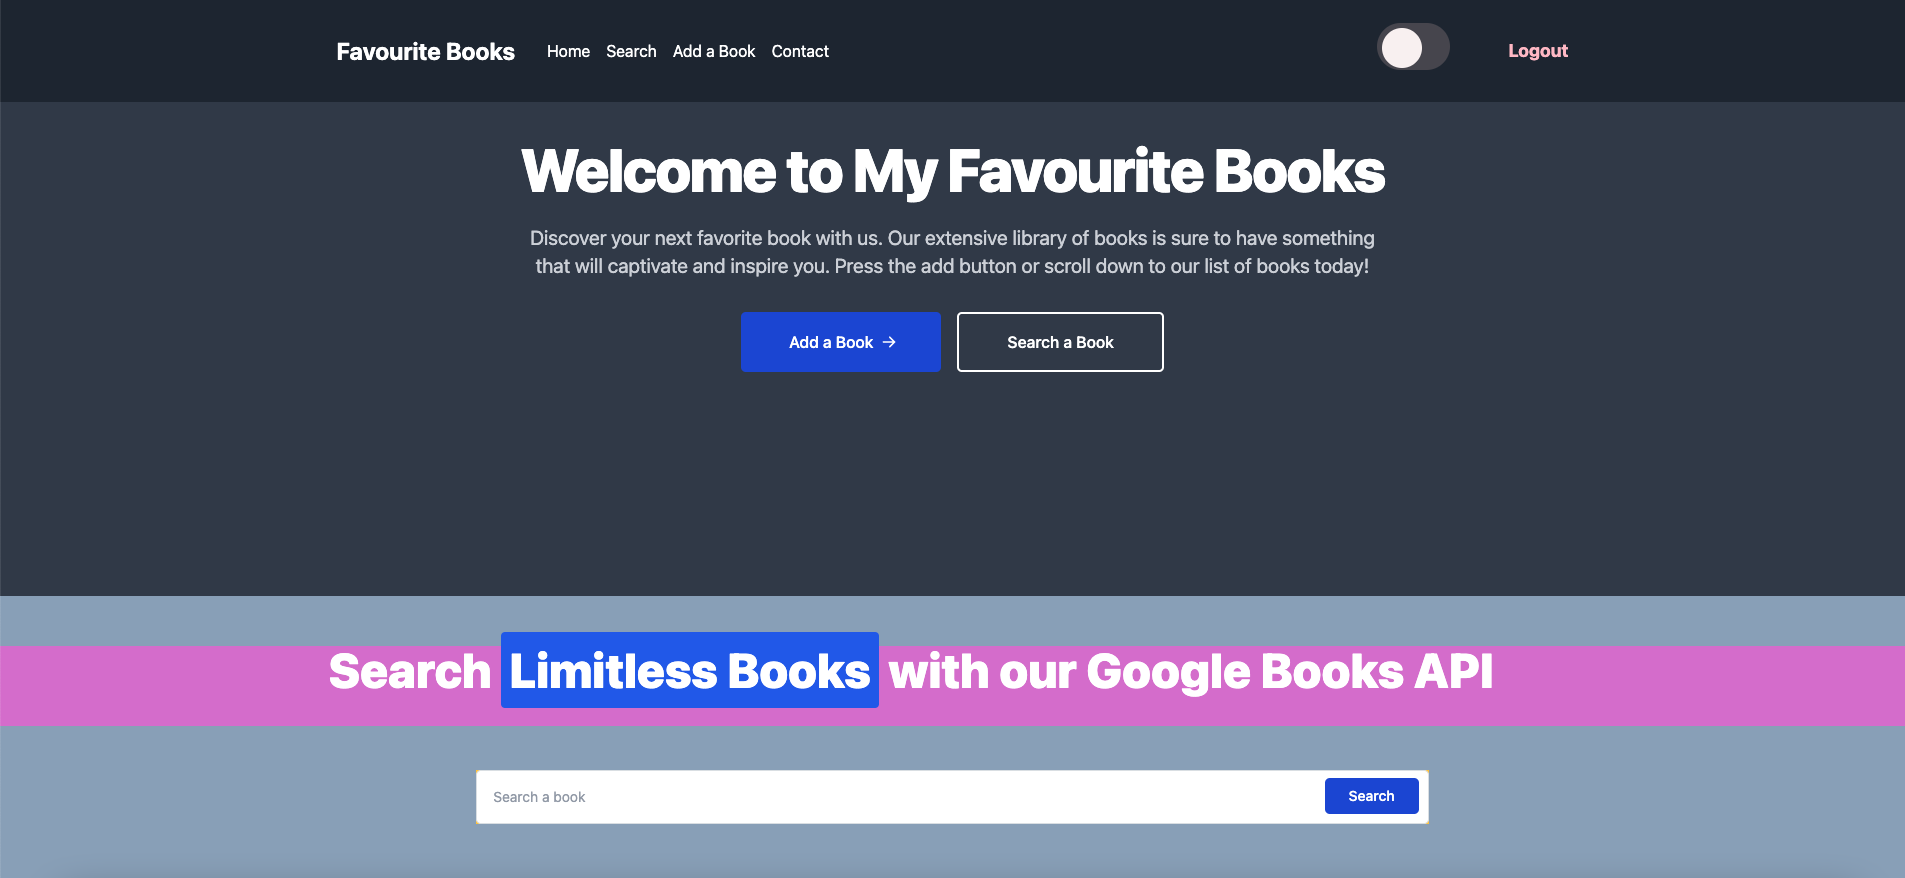 Favourite Books Home Search Add a Book Contact Logout
Welcome to My Favourite Books
Discover your next favorite book with us. Our extensive library of books is sure to have something
that will captivate and inspire you. Press the add button or scroll down to our list of books today!
Add a Book → Search a Book
Search Limitless Books with our Google Books API
Search a book Search